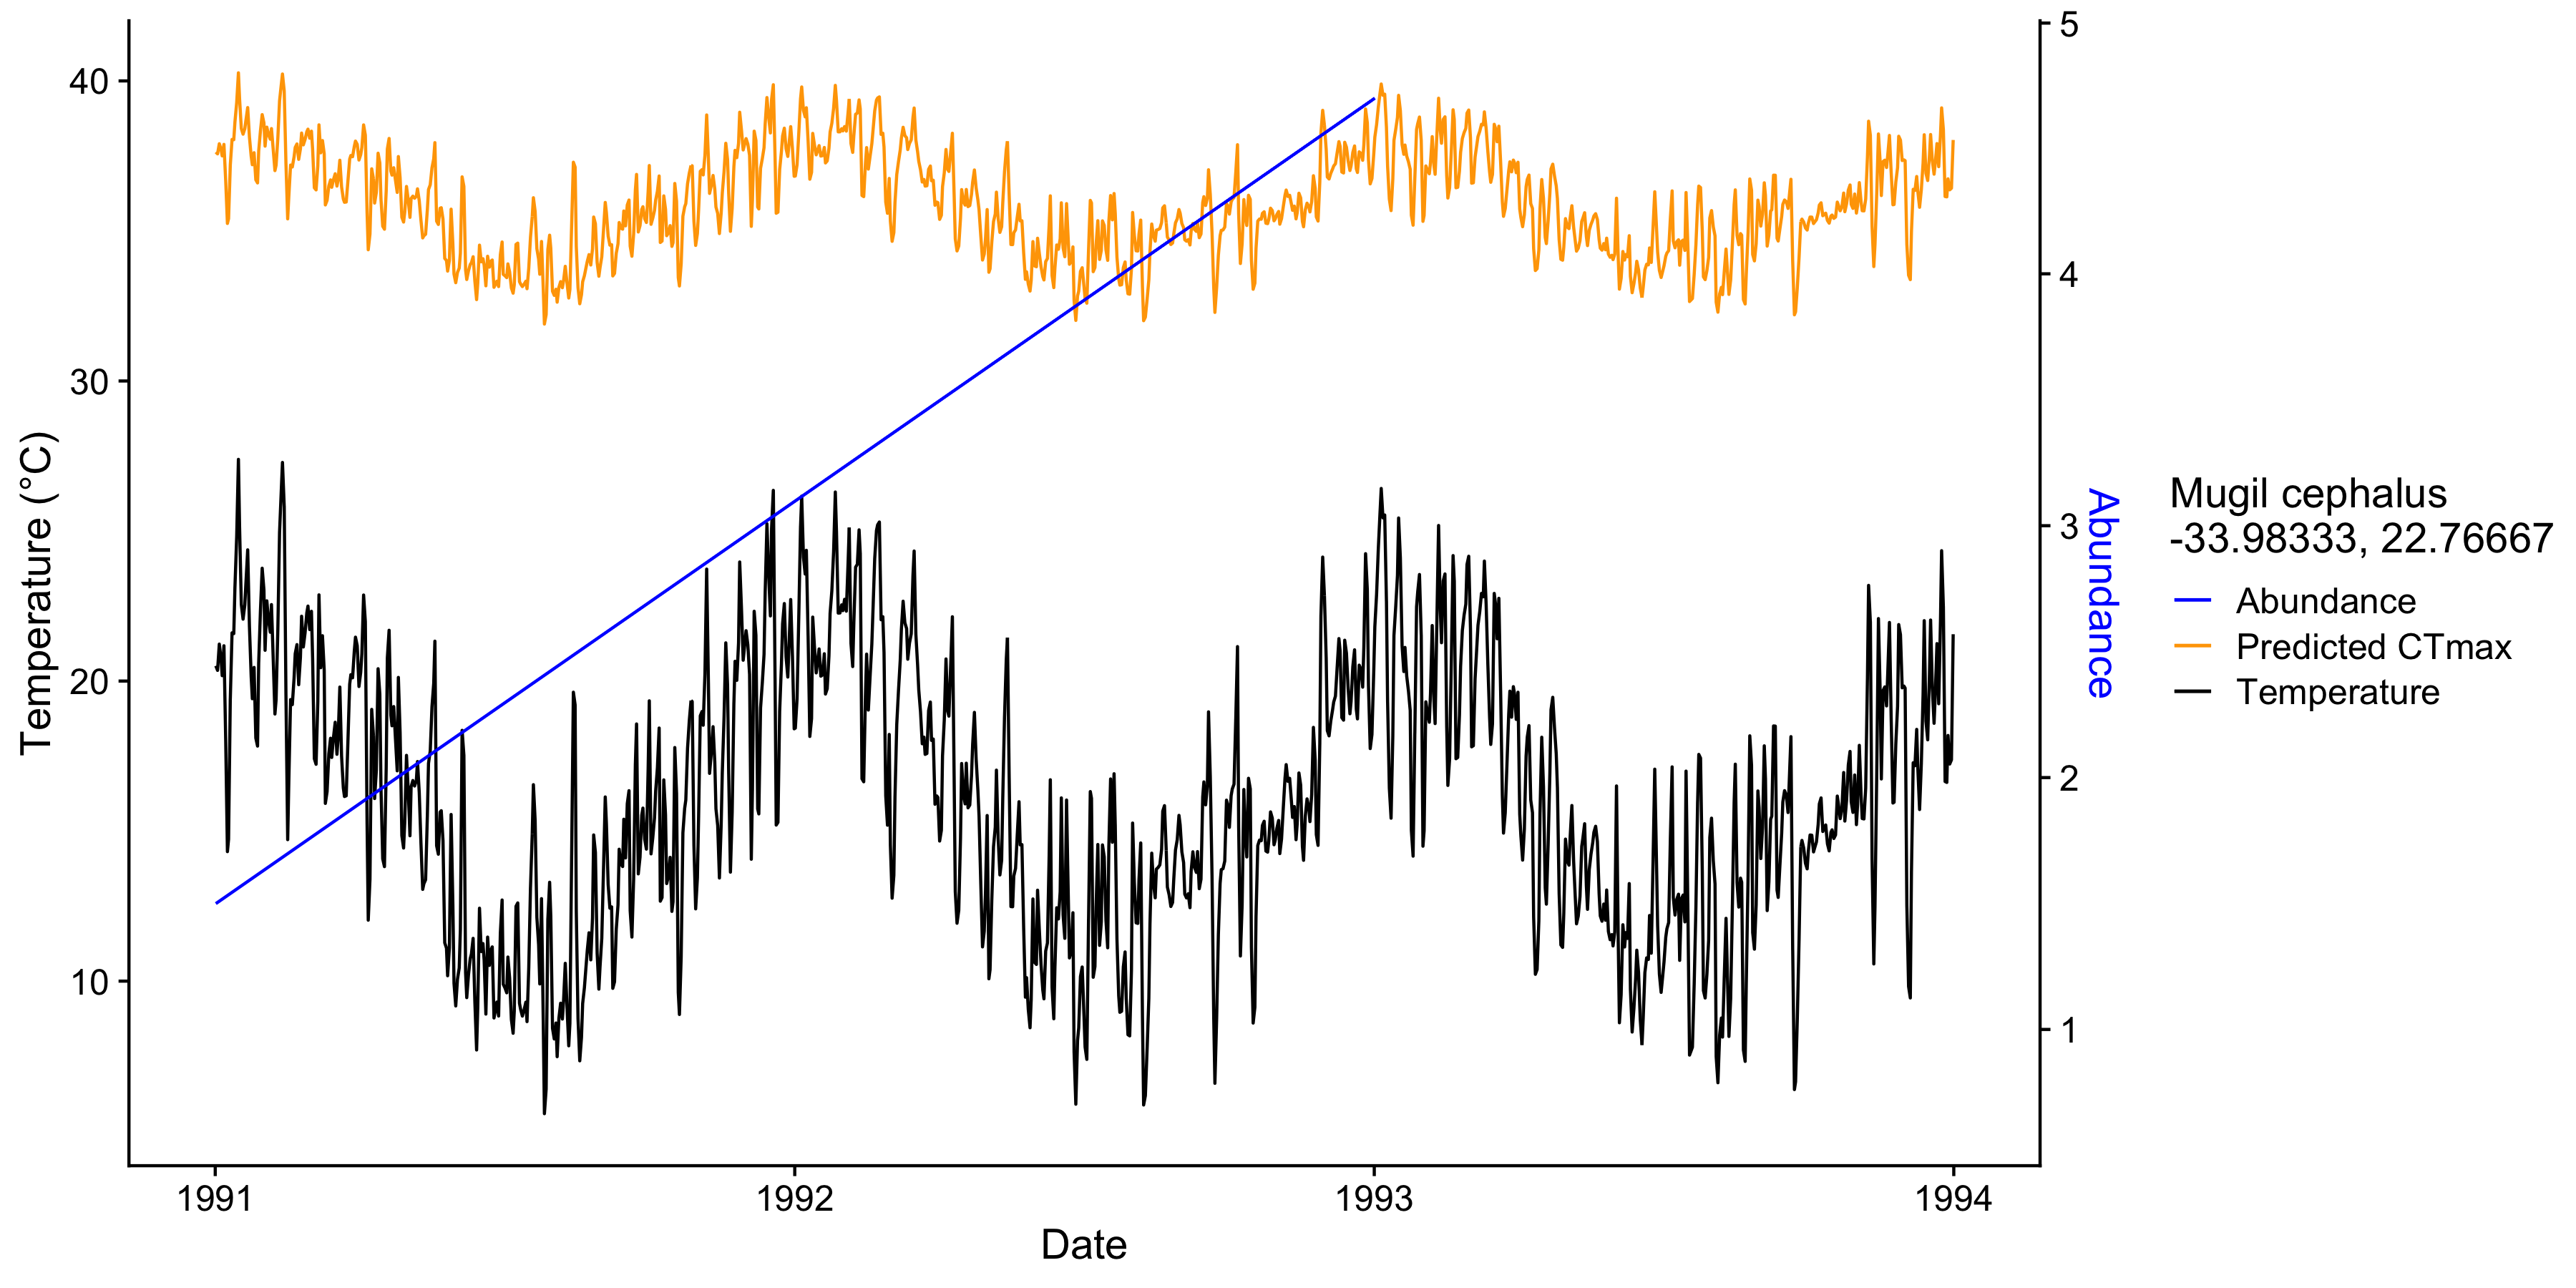 40
30
20
10
Temperature (°C)
1991
1992
1993
1994
Date
5
4
3
2
1
Abundance
Mugil cephalus
-33.98333, 22.76667
Abundance
Predicted CTmax
Temperature